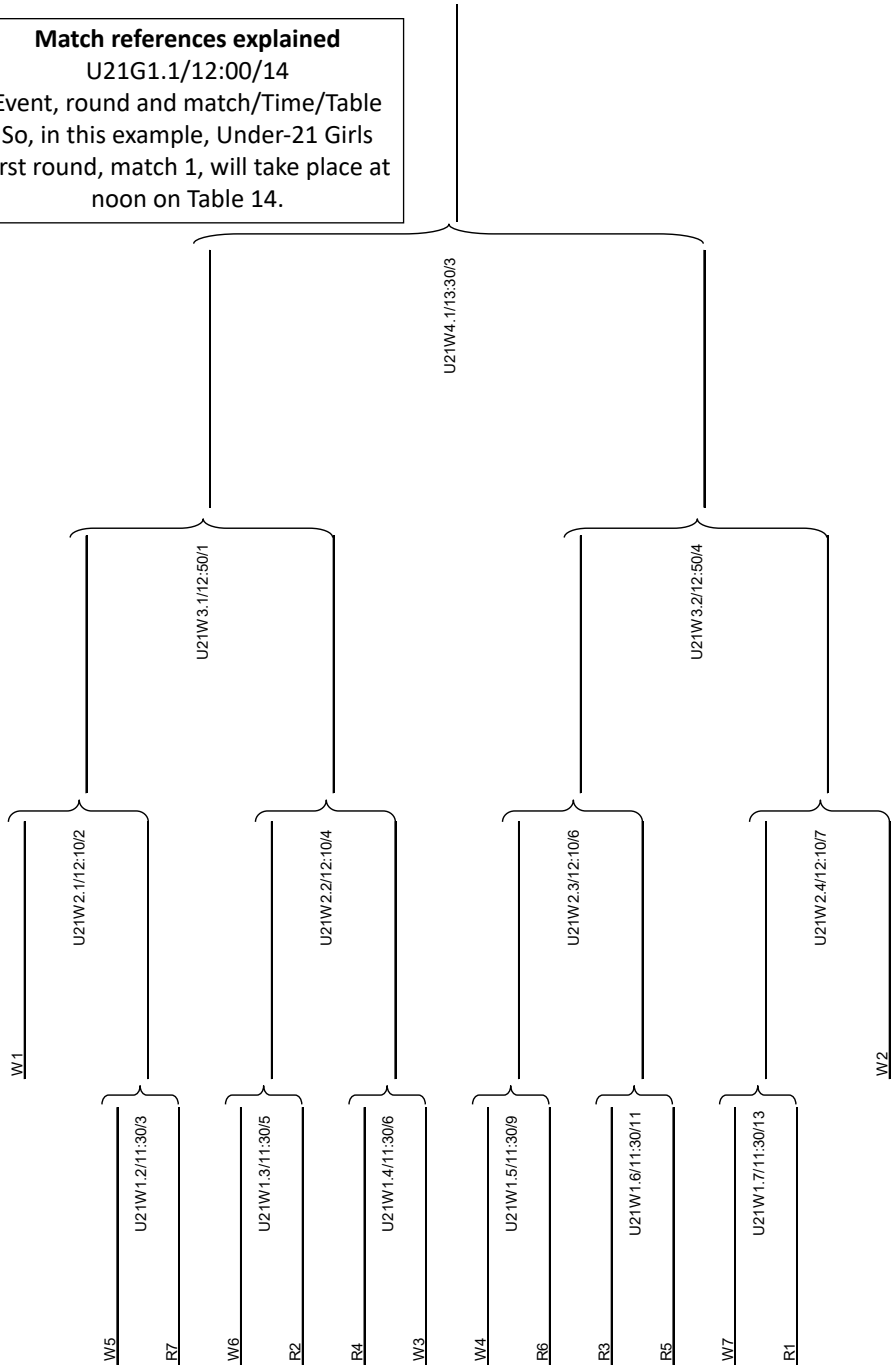 Match references explained
U21G1.1/12:00/14
Event, round and match/Time/Table
So, in this example, Under-21 Girls
rst round, match 1, will take place at
noon on Table 14.
W1
U21W2.1/12:10/2
W5
U21W1.2/11:30/3
R7
U21W3.1/12:50/1
W6
U21W1.3/11:30/5
R2
U21W2.2/12:10/4
R4
U21W1.4/11:30/6
W3
U21W4.1/13:30/3
W4
U21W1.5/11:30/9
R6
U21W2.3/12:10/6
R3
U21W1.6/11:30/11
R5
U21W3.2/12:50/4
W7
U21W1.7/11:30/13
R1
U21W2.4/12:10/7
W2